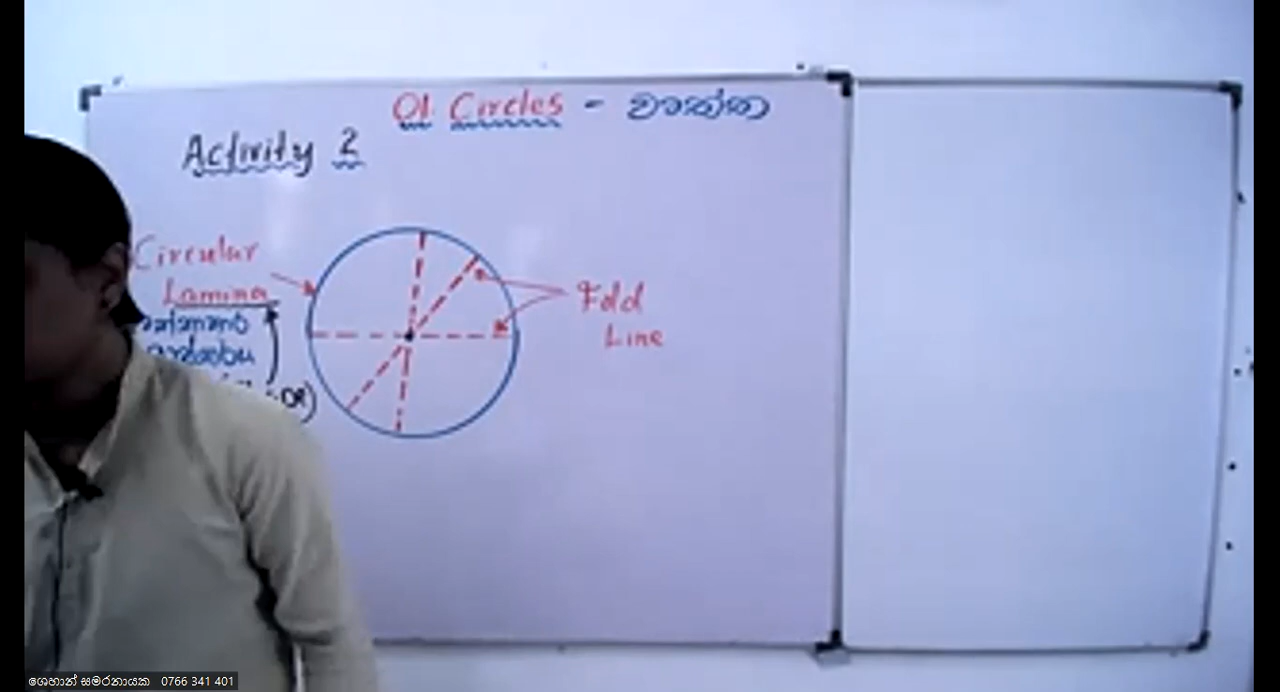 01. Circles - වෘත්ත
Activity 2
Circular
Lamina
Fold
Line
ශෙහාන් සමරනායක 0766 341 401